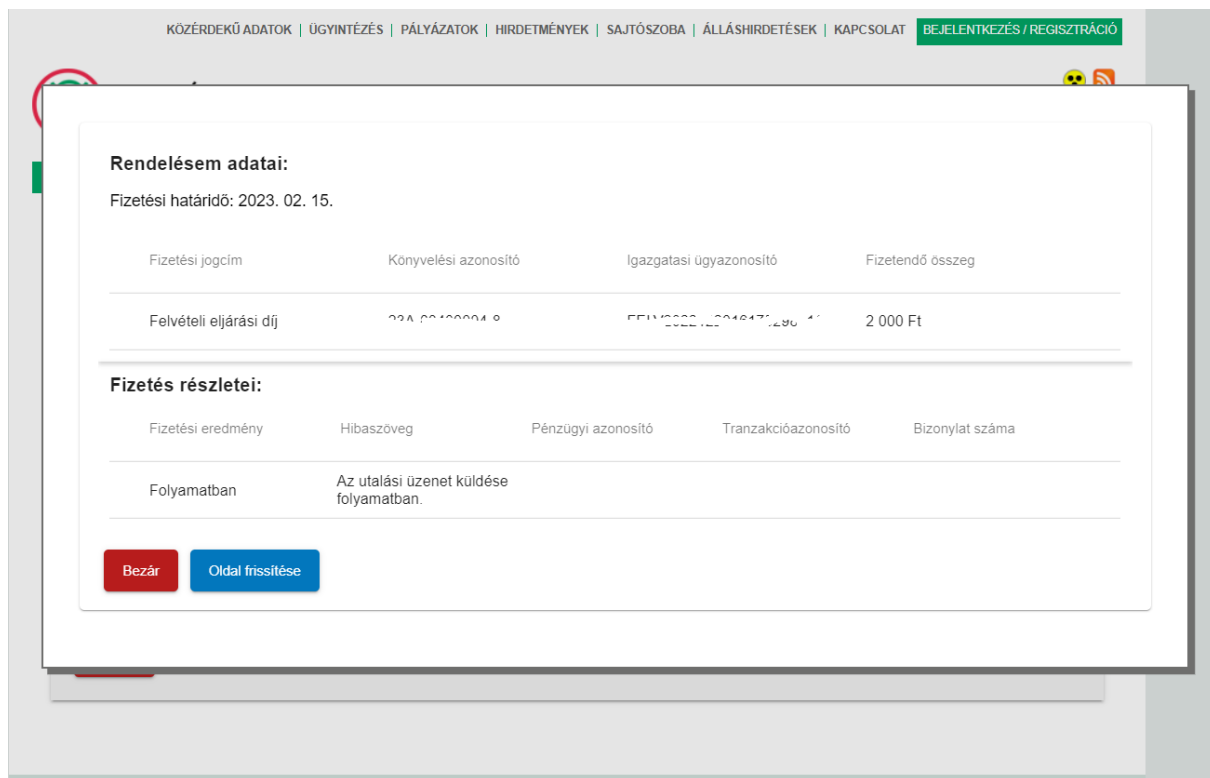 KÖZÉRDEKŰ ADATOK | ÜGYINTÉZÉS | PÁLYÁZATOK | HIRDETMÉNYEK | SAJTÓSZOBA | ÁLLÁSHIRDETÉSEK | KAPCSOLAT BEJELENTKEZÉS / REGISZTRÁCIÓ
Rendelésem adatai:
Fizetési határidő: 2023. 02. 15.
Fizetési jogcím Könyvelési azonosító Igazgatasi ügyazonosító Fizetendő összeg
Felvételi eljárási díj 2 000 Ft
Fizetés részletei:
Fizetési eredmény Hibaszöveg Pénzügyi azonosító Tranzakcióazonosító Bizonylat száma
Folyamatban Az utalási üzenet küldése
folyamatban.
Bezár Oldal frissítése